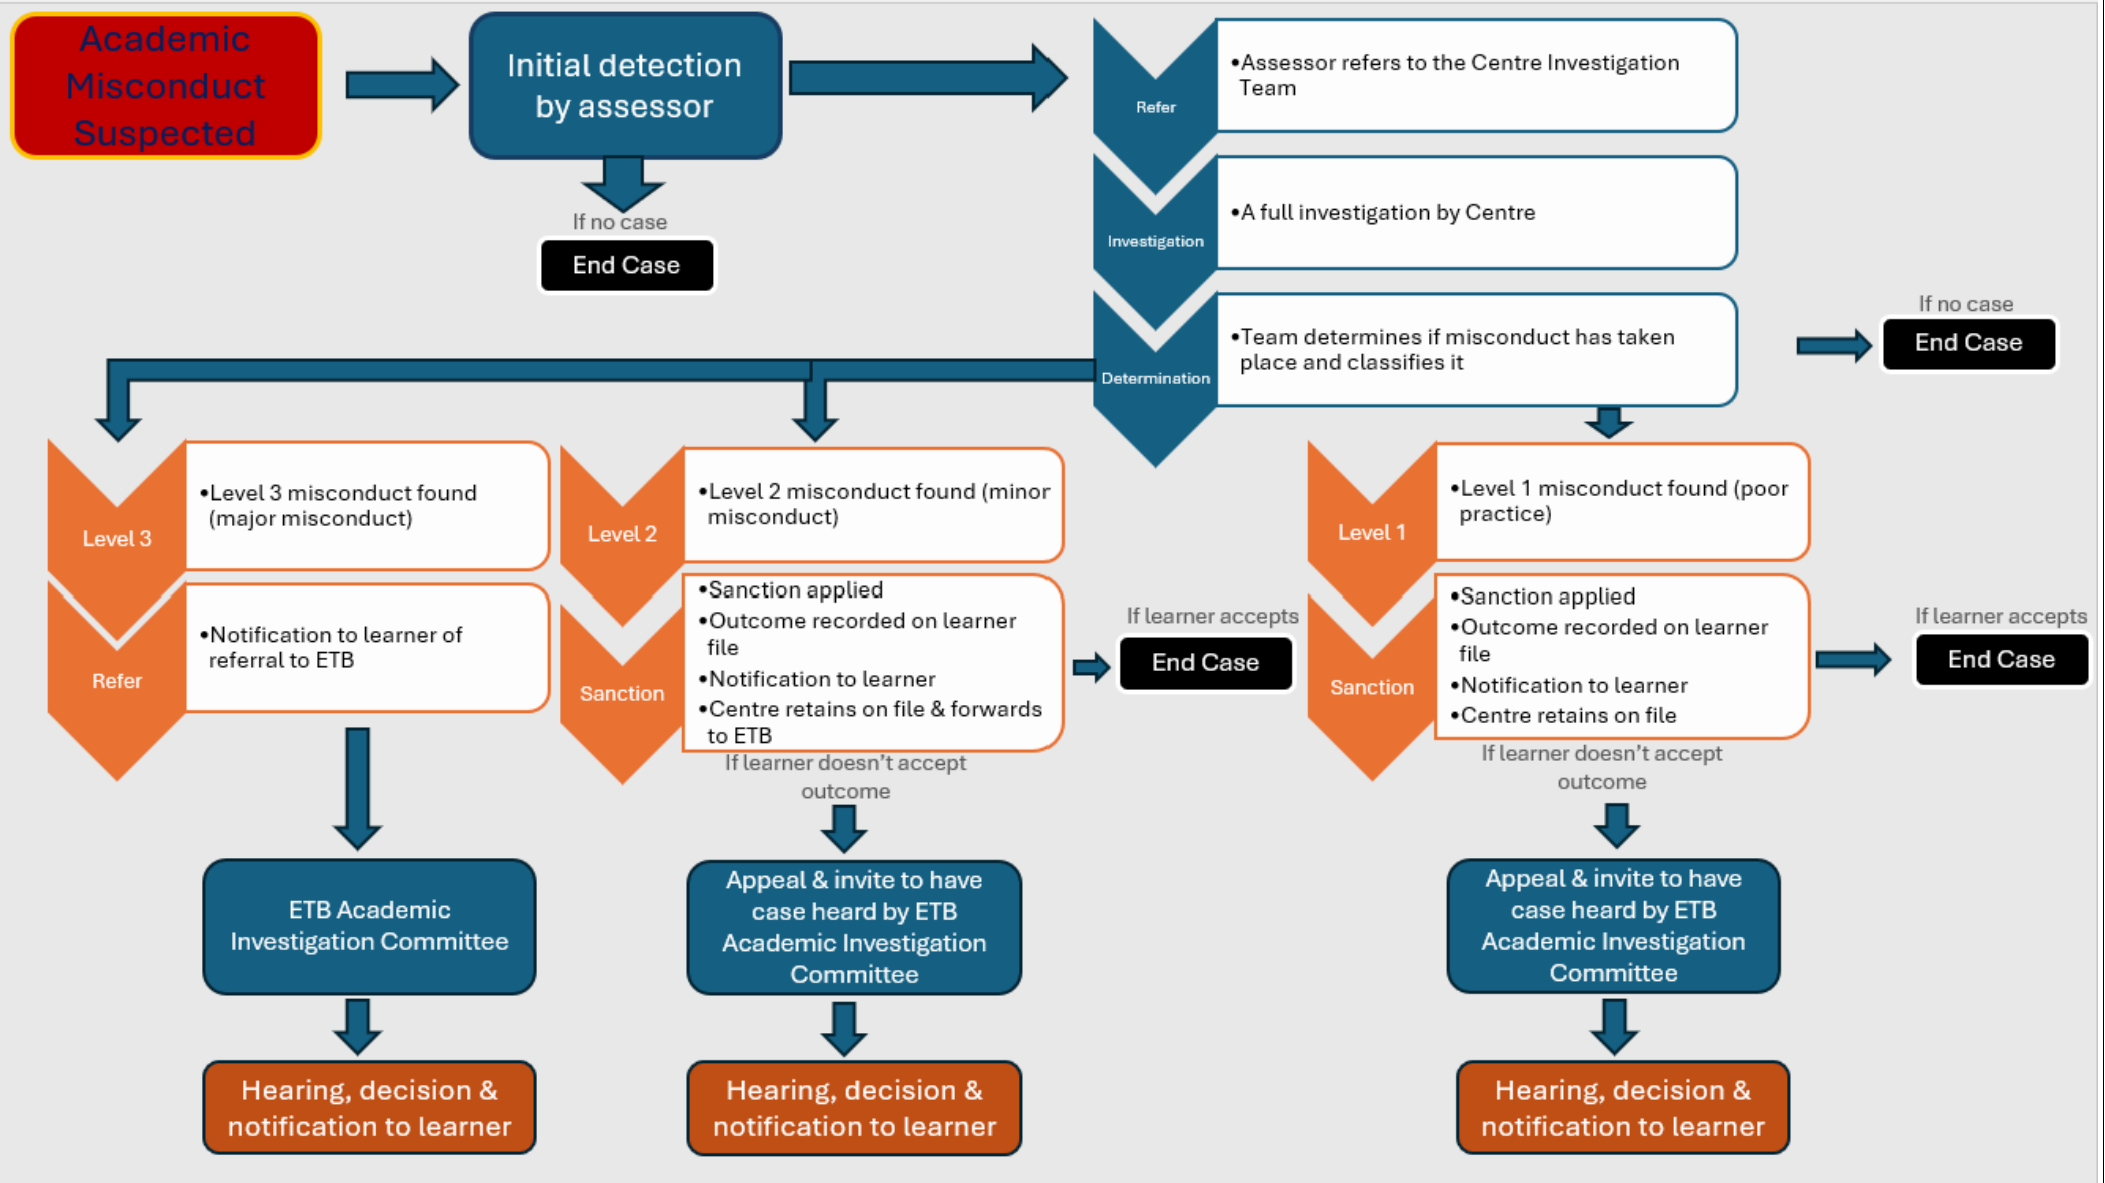 Academic
Misconduct
Suspected
Initial detection
by assessor
If no case
End Case
Refer
•Assessor refers to the Centre Investigation
Team
Investigation
•A full investigation by Centre
Determination
•Team determines if misconduct has taken
place and classifies it
If no case
End Case
Level 3
•Level 3 misconduct found
(major misconduct)
Refer
•Notification to learner of
referral to ETB
ETB Academic
Investigation Committee
Hearing, decision &
notification to learner
Level 2
•Level 2 misconduct found (minor
misconduct)
Sanction
•Sanction applied
•Outcome recorded on learner
file
•Notification to learner
•Centre retains on file & forwards
to ETB
If learner accepts
End Case
If learner doesn’t accept
outcome
Appeal & invite to have
case heard by ETB
Academic Investigation
Committee
Hearing, decision &
notification to learner
Level 1
•Level 1 misconduct found (poor
practice)
Sanction
•Sanction applied
•Outcome recorded on learner
file
•Notification to learner
•Centre retains on file
If learner accepts
End Case
If learner doesn’t accept
outcome
Appeal & invite to have
case heard by ETB
Academic Investigation
Committee
Hearing, decision &
notification to learner